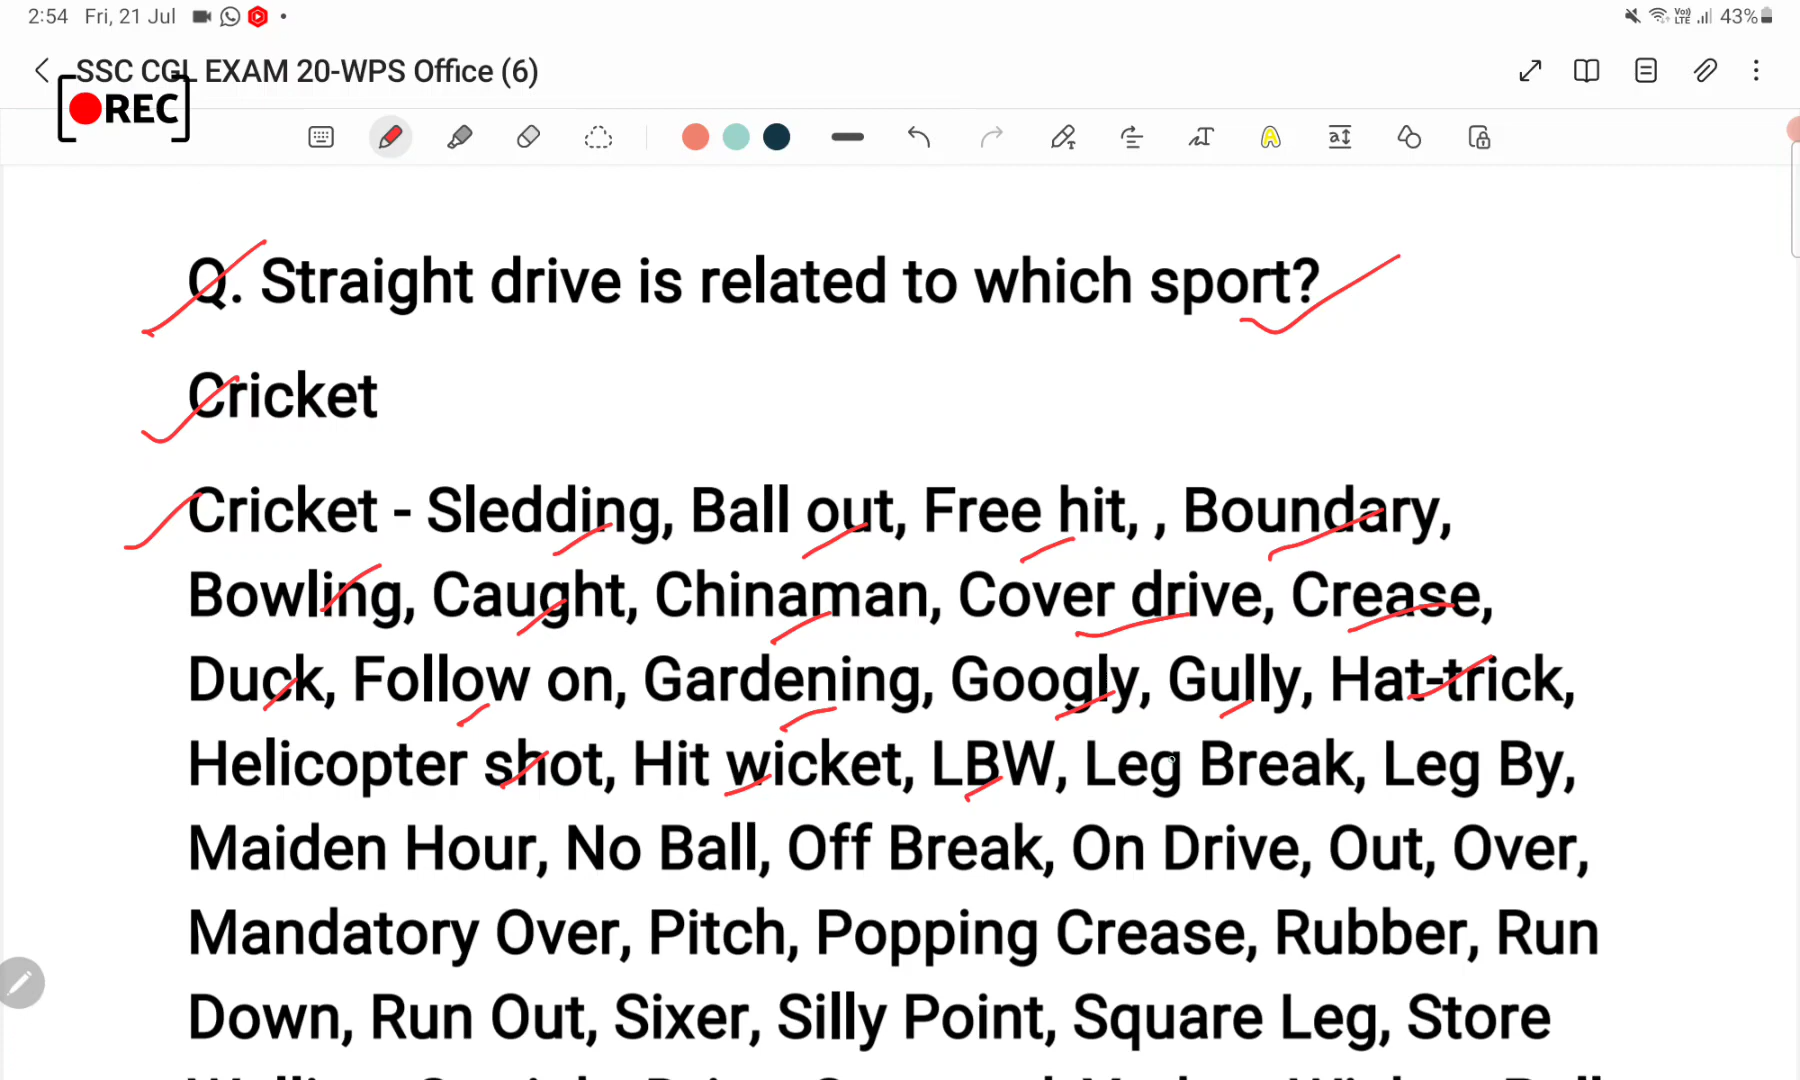 2:54 Fri, 21 Jul
Vo)) LTE 43%
SSC CGL EXAM 20-WPS Office (6)
REC
Q. Straight drive is related to which sport?
Cricket
Cricket - Sledding, Ball out, Free hit, , Boundary,
Bowling, Caught, Chinaman, Cover drive, Crease,
Duck, Follow on, Gardening, Googly, Gully, Hat-trick,
Helicopter shot, Hit wicket, LBW, Leg Break, Leg By,
Maiden Hour, No Ball, Off Break, On Drive, Out, Over,
Mandatory Over, Pitch, Popping Crease, Rubber, Run
Down, Run Out, Sixer, Silly Point, Square Leg, Store